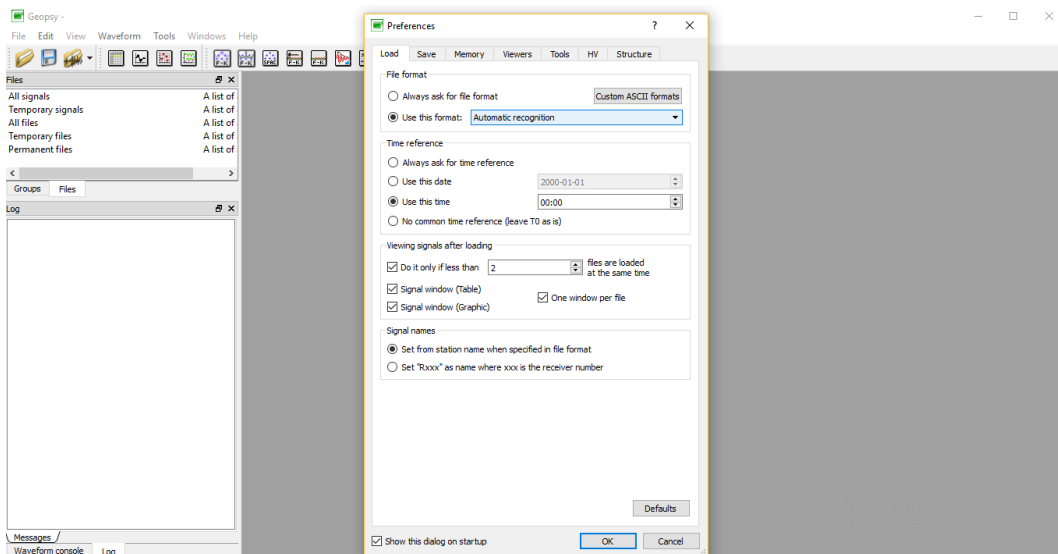 Geopsy -
File Edit View Waveform Tools Windows Help
Files
All signals A list of
Temporary signals A list of
All files A list of
Temporary files A list of
Permanent files A list of
Groups Files
Log
Messages
Waveform console Log
Preferences
Load Save Memory Viewers Tools HV Structure
File format
Always ask for file format Custom ASCII formats
Use this format: Automatic recognition
Time reference
Always ask for time reference
Use this date 2000-01-01
Use this time 00:00
No common time reference (leave T0 as is)
Viewing signals after loading
Do it only if less than 2 files are loaded
at the same time
Signal window (Table)
One window per file
Signal window (Graphic)
Signal names
Set from station name when specified in file format
Set "Rxxx" as name where xxx is the receiver number
Defaults
Show this dialog on startup OK Cancel